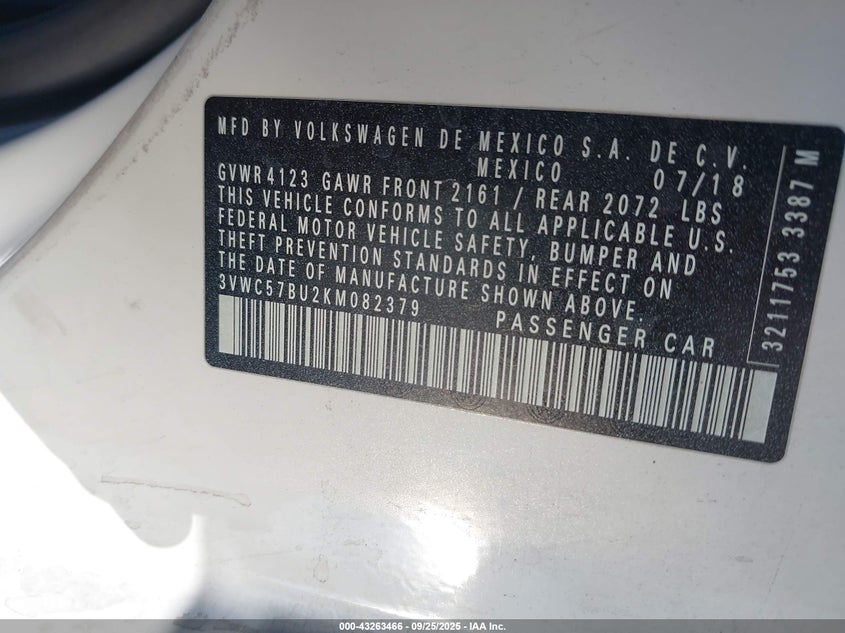 MFD BY VOLKSWAGEN DE MEXICO S.A. DE C.V.
MEXICO 07/18
GVWR 4123 GAWR FRONT 2161 / REAR 2072 LBS
THIS VEHICLE CONFORMS TO ALL APPLICABLE U.S.
FEDERAL MOTOR VEHICLE SAFETY, BUMPER AND
THEFT PREVENTION STANDARDS IN EFFECT ON
THE DATE OF MANUFACTURE SHOWN ABOVE.
3VWC57BU2KM082379 PASSENGER CAR
3211753 3387 M
000-43263466 - 09/25/2025 - IAA Inc.